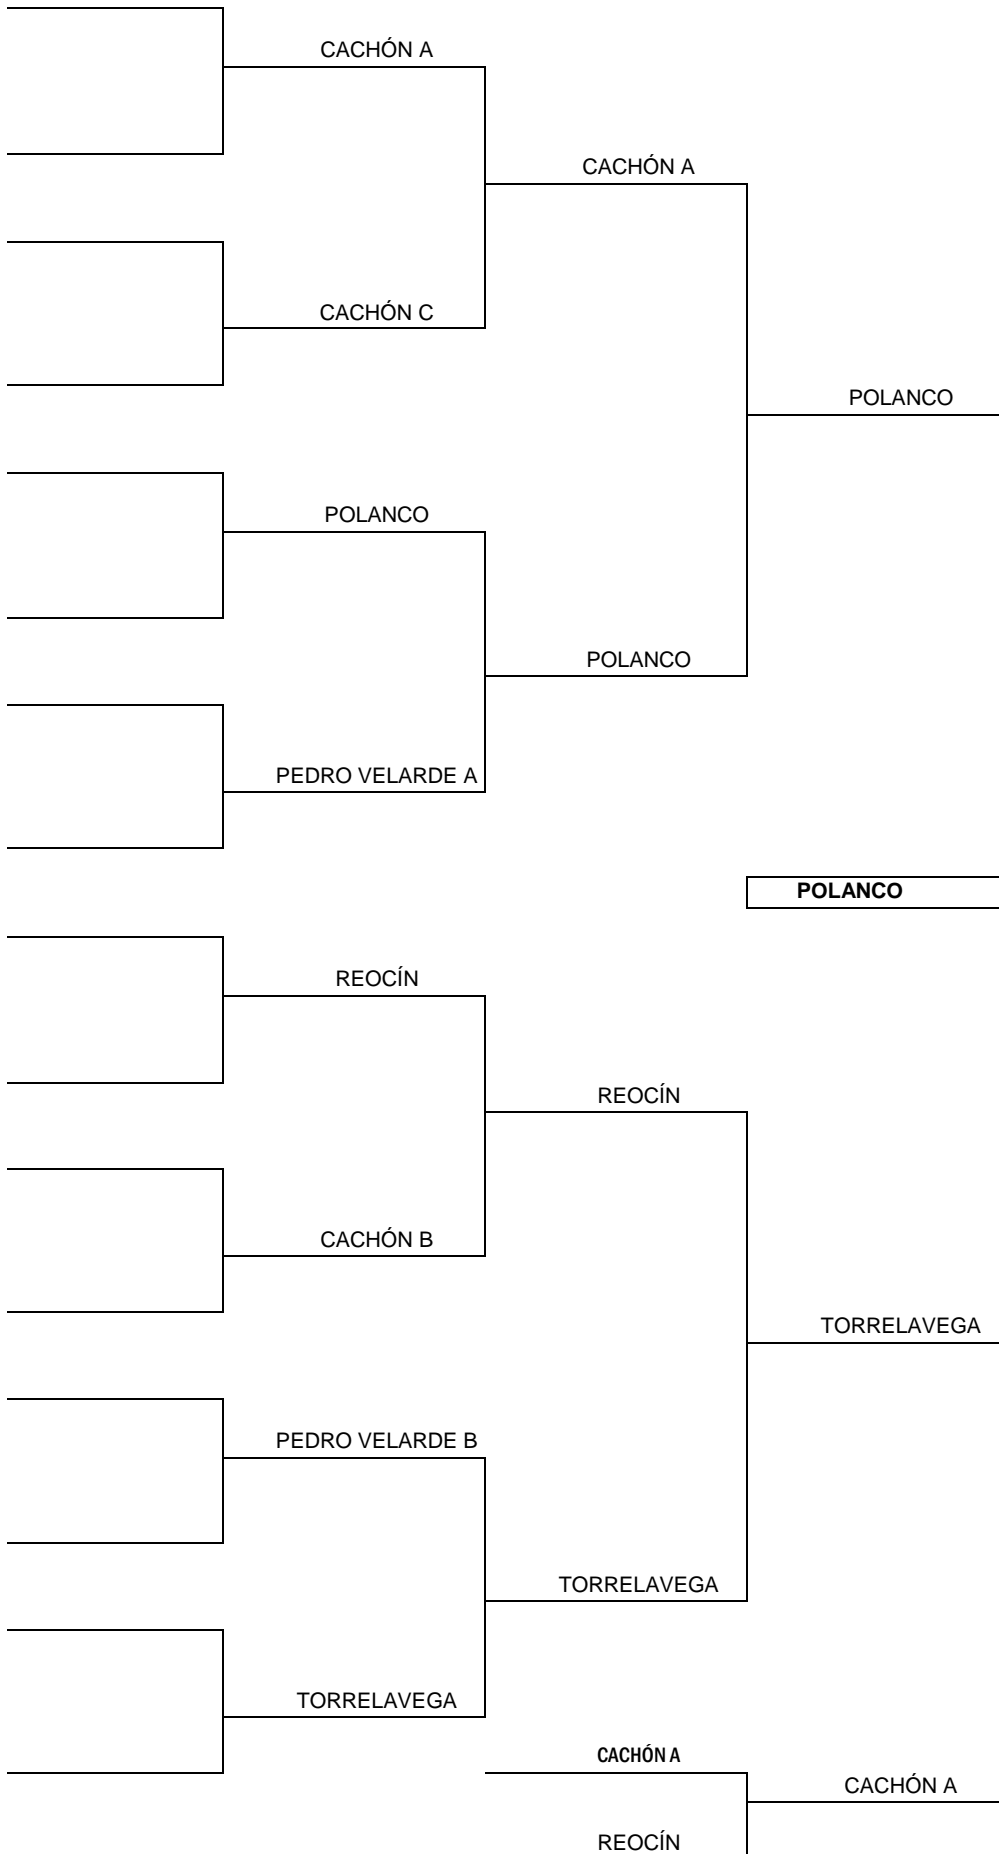 CACHÓN A
CACHÓN A
CACHÓN C
POLANCO
POLANCO
POLANCO
PEDRO VELARDE A
POLANCO
REOCÍN
REOCÍN
CACHÓN B
TORRELAVEGA
PEDRO VELARDE B
TORRELAVEGA
TORRELAVEGA
CACHÓN A
CACHÓN A
REOCÍN